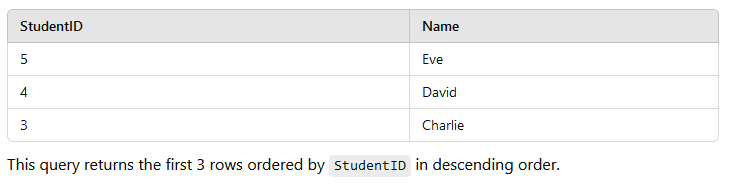 StudentID Name
5 Eve
4 David
3 Charlie
This query returns the first 3 rows ordered by StudentID in descending order.